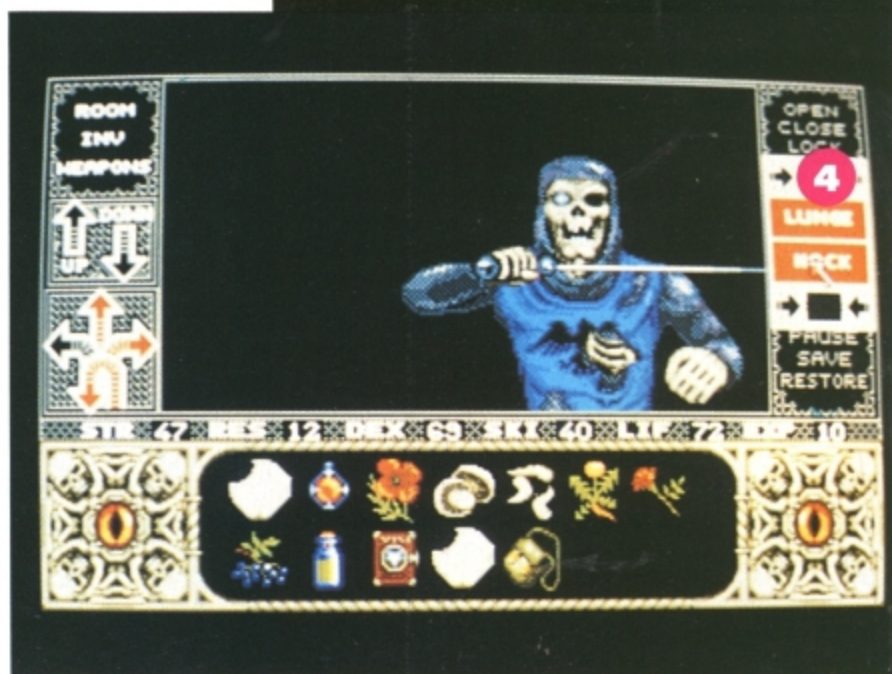 ROOM
INV
WEAPONS
UP
DOWN
OPEN
CLOSE
LOCK
4
LUNGE
HACK
PAUSE
SAVE
RESTORE
STR 47 RES 12 DEX 69 SKI 40 LIF 72 EXP 10